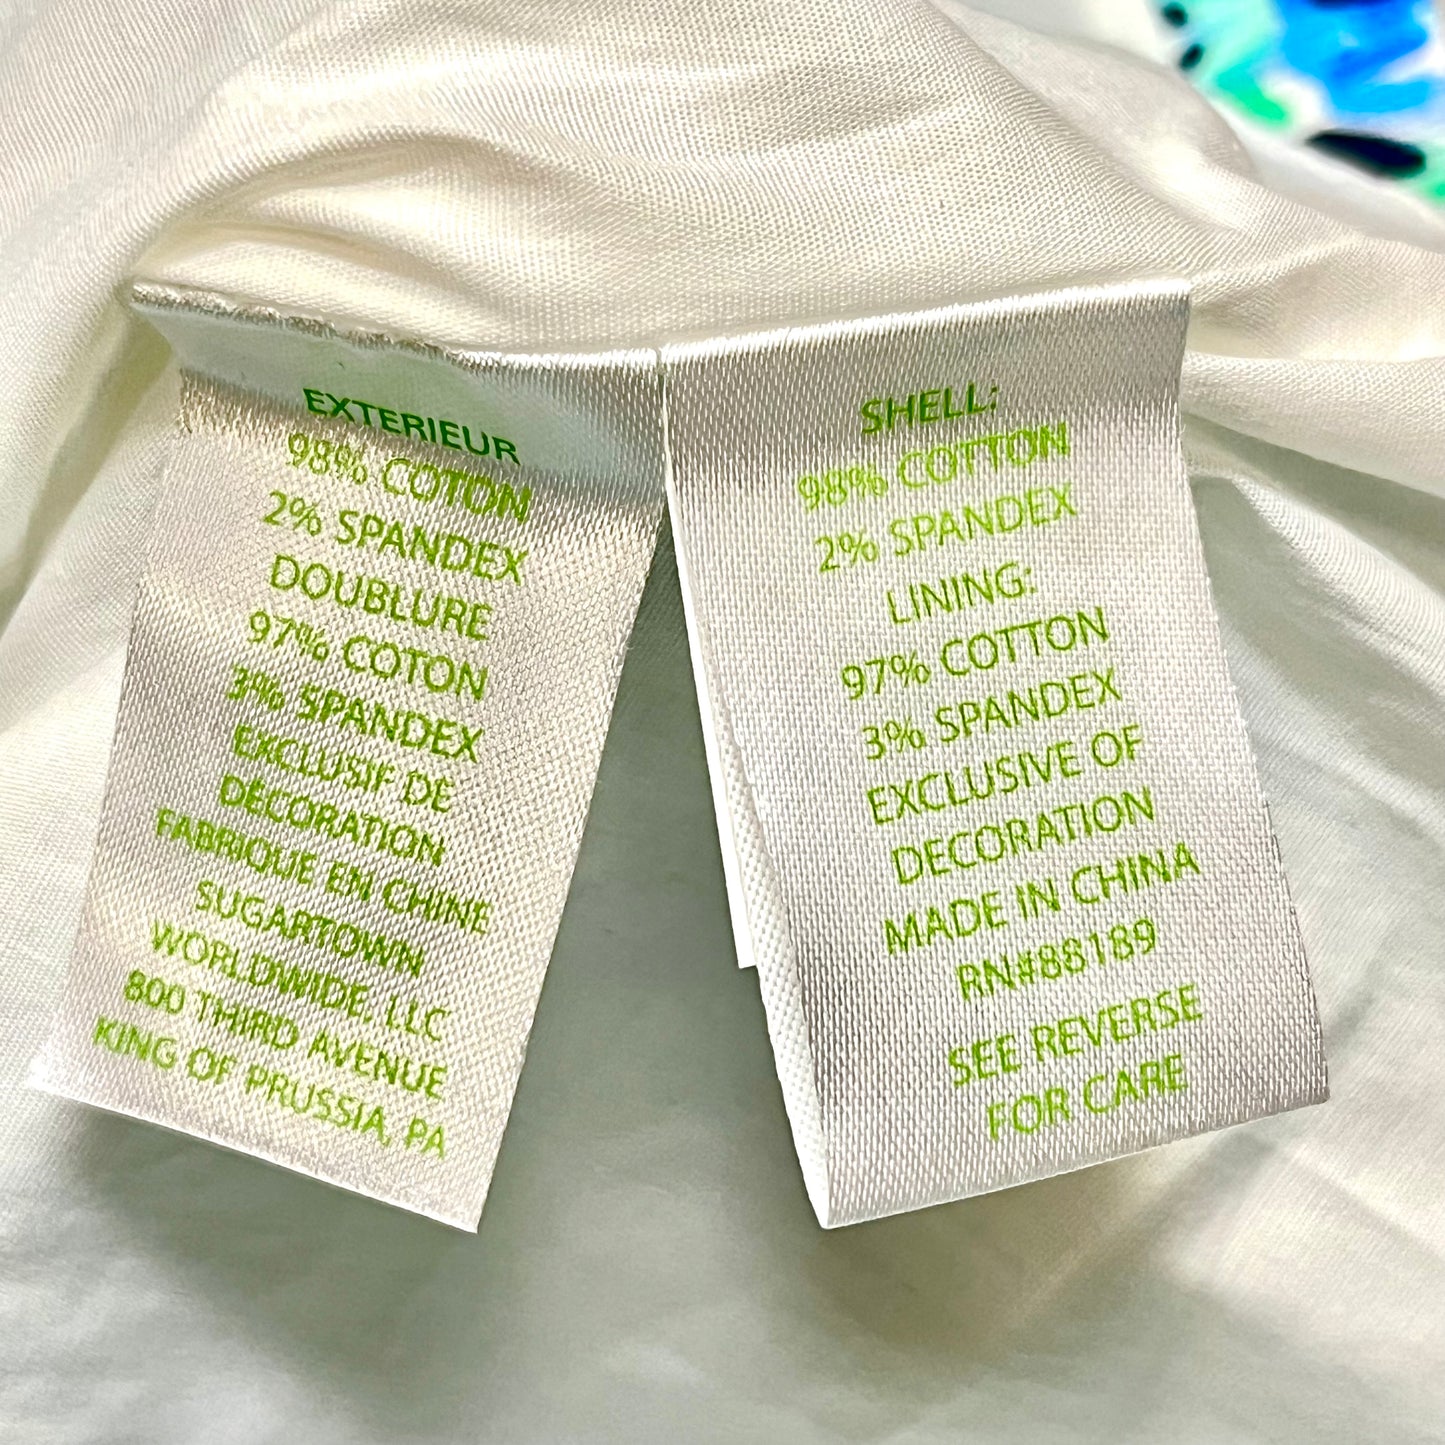 EXTERIEUR
98% COTON
2% SPANDEX
DOUBLURE
97% COTON
3% SPANDEX
EXCLUSIF DE
DECORATION
FABRIQUE EN CHINE
SUGARTOWN
WORLDWIDE, LLC
800 THIRD AVENUE
KING OF PRUSSIA, PA
SHELL:
98% COTTON
2% SPANDEX
LINING:
97% COTTON
3% SPANDEX
EXCLUSIVE OF
DECORATION
MADE IN CHINA
RN#88189
SEE REVERSE
FOR CARE